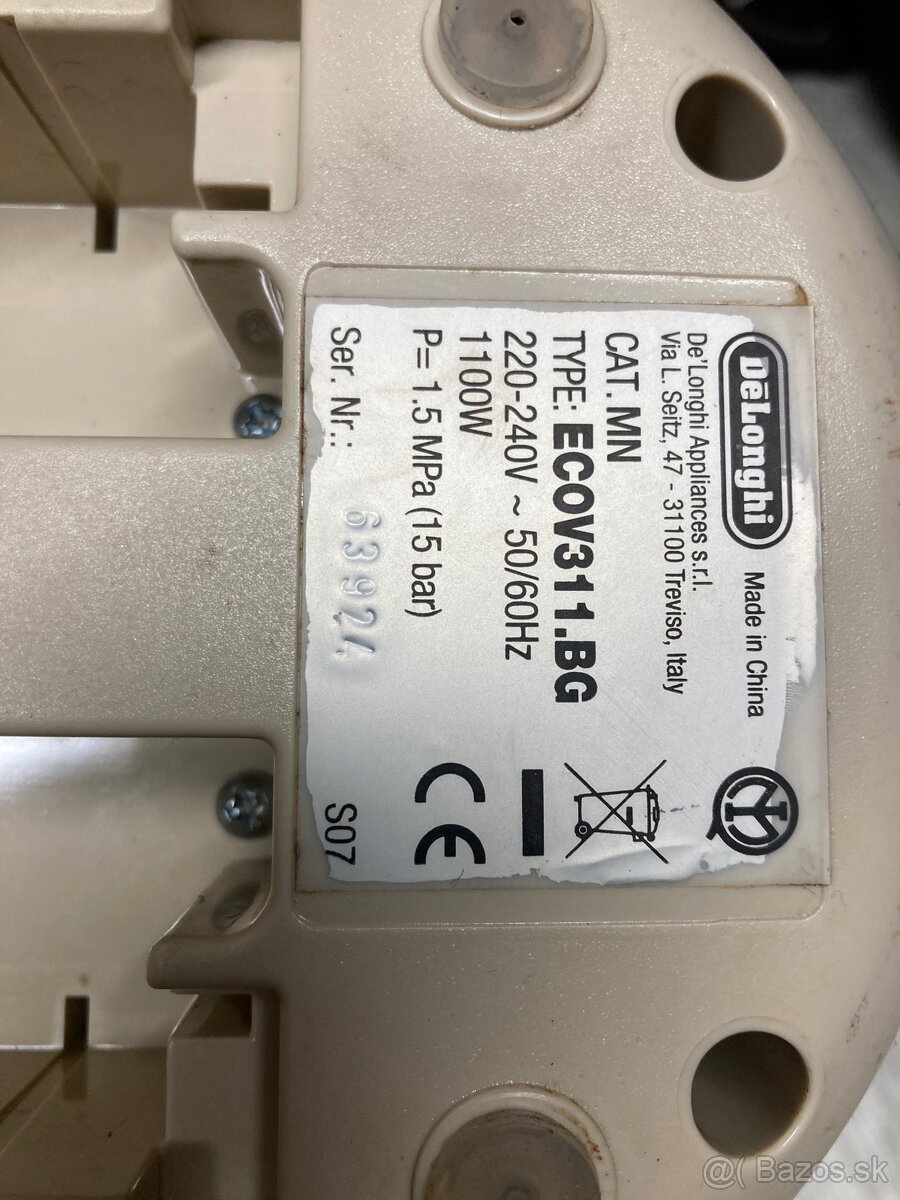 DeLonghi
Made in China
De'Longhi Appliances s.r.l.
Via L. Seitz, 47 - 31100 Treviso, Italy
CAT. MN
TYPE: ECOV311.BG
220-240V ~ 50/60Hz
1100W
P= 1.5 MPa (15 bar)
Ser. Nr.: 63924
S07
CE
@( Bazos.sk